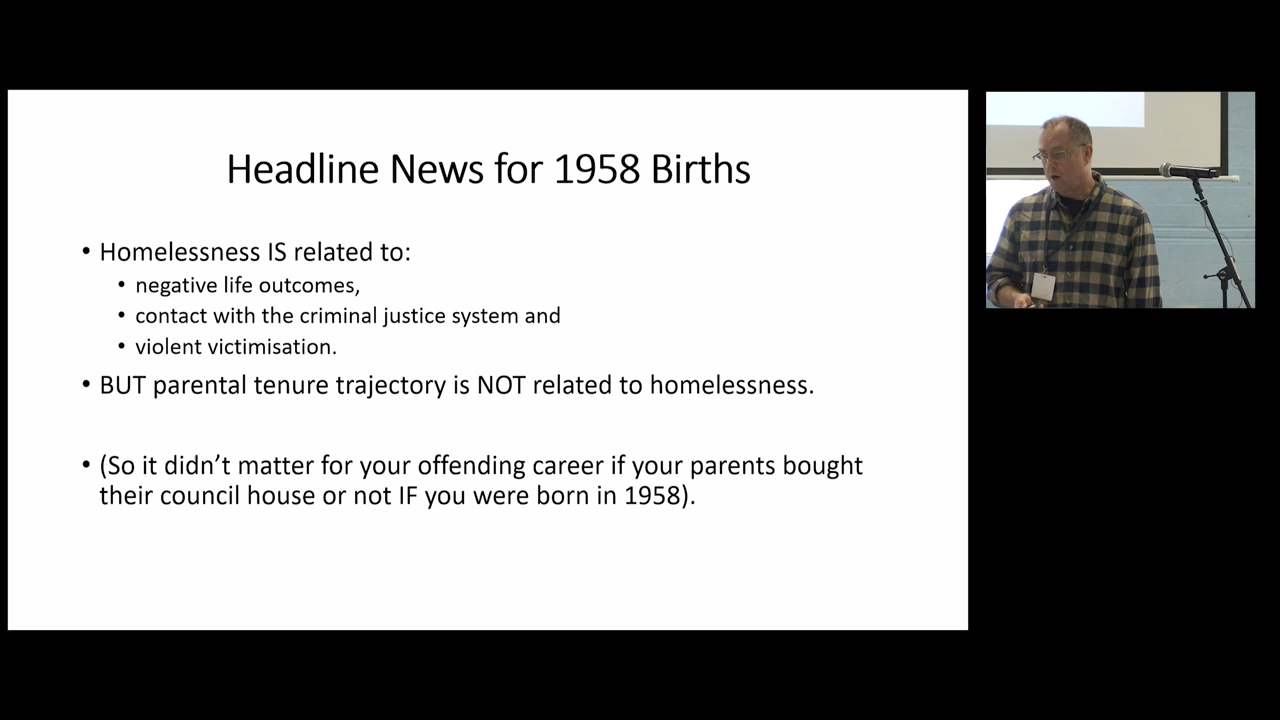 Headline News for 1958 Births
• Homelessness IS related to:
• negative life outcomes,
• contact with the criminal justice system and
• violent victimisation.
• BUT parental tenure trajectory is NOT related to homelessness.
• (So it didn’t matter for your offending career if your parents bought
their council house or not IF you were born in 1958).